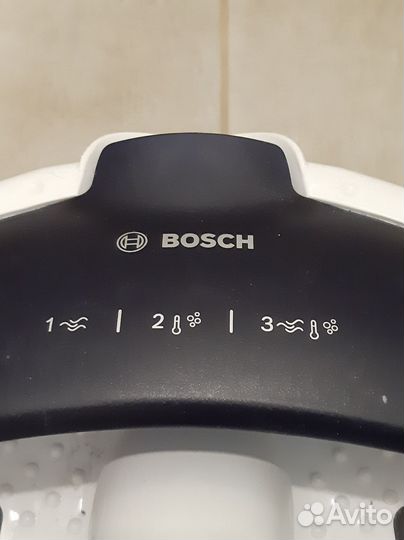 BOSCH
1 | 2 | 3
Avito